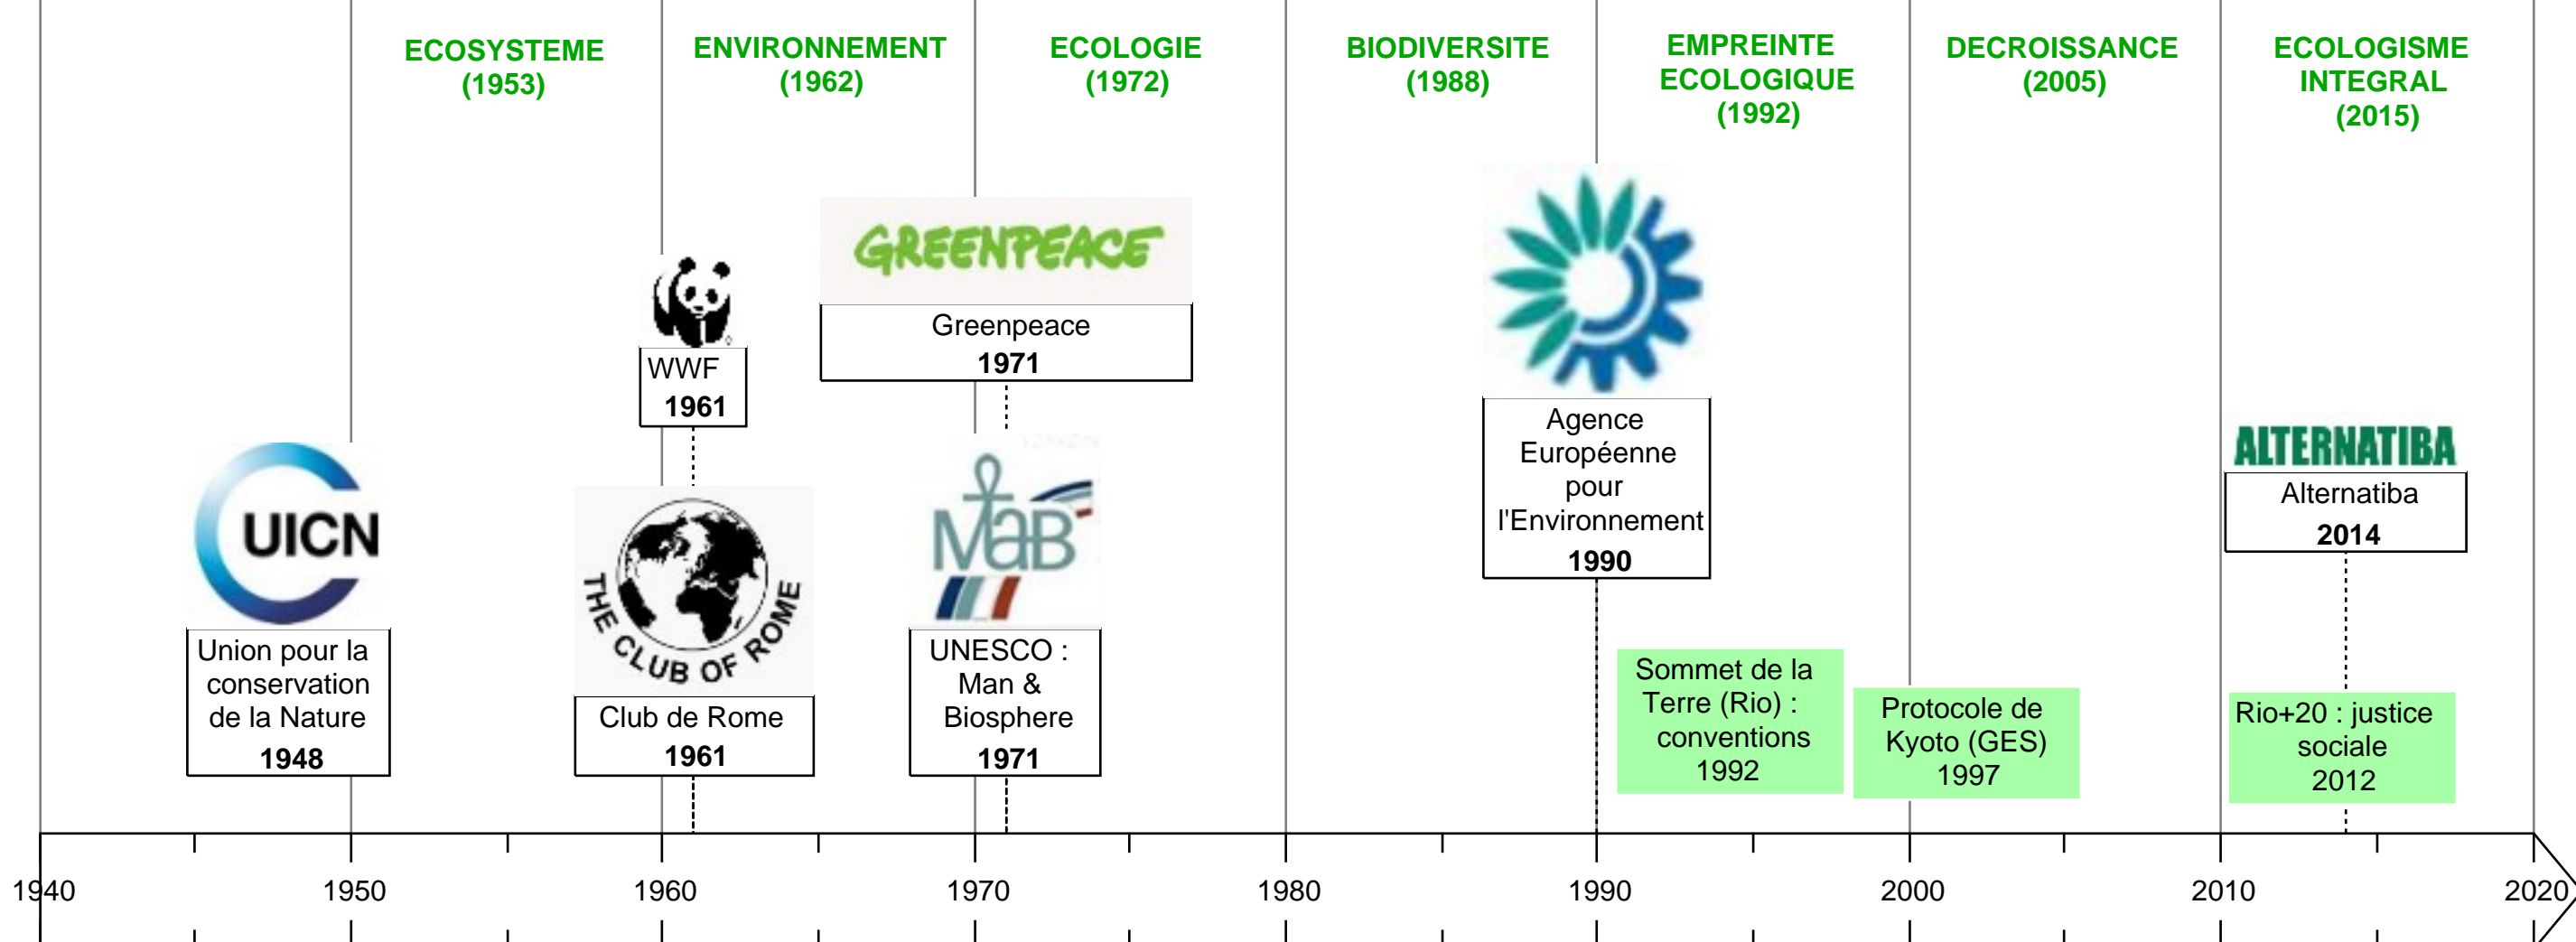 ECOSYSTEME
(1953)
ENVIRONNEMENT
(1962)
ECOLOGIE
(1972)
BIODIVERSITE
(1988)
EMPREINTE
ECOLOGIQUE
(1992)
DECROISSANCE
(2005)
ECOLOGISME
INTEGRAL
(2015)
GREENPEACE
Greenpeace
1971
WWF
1961
UICN
Union pour la
conservation
de la Nature
1948
THE CLUB OF ROME
Club de Rome
1961
MaB
UNESCO :
Man &
Biosphere
1971
Agence
Européenne
pour
l'Environnement
1990
Sommet de la
Terre (Rio) :
conventions
1992
Protocole de
Kyoto (GES)
1997
ALTERNATIBA
Alternatiba
2014
Rio+20 : justice
sociale
2012
1940
1950
1960
1970
1980
1990
2000
2010
2020